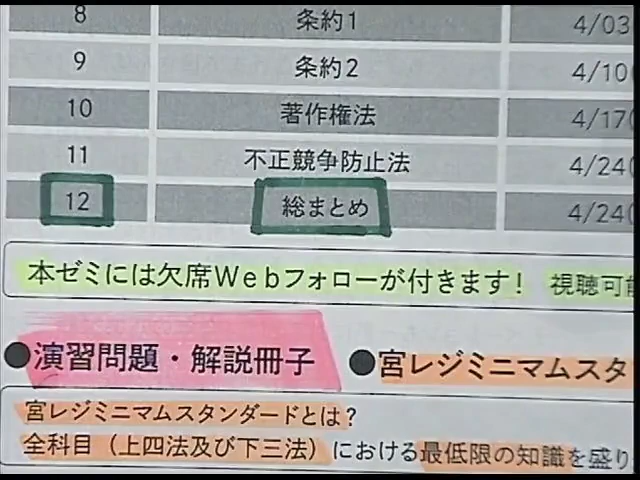 8 条約1 4/03
9 条約2 4/10
10 著作権法 4/17
11 不正競争防止法 4/24
12 総まとめ 4/24
本ゼミには欠席Webフォローが付きます! 視聴可能
●演習問題・解説冊子 ●宮レジミニマムスタ
宮レジミニマムスタンダードとは?
全科目(上四法及び下三法)における最低限の知識を盛り